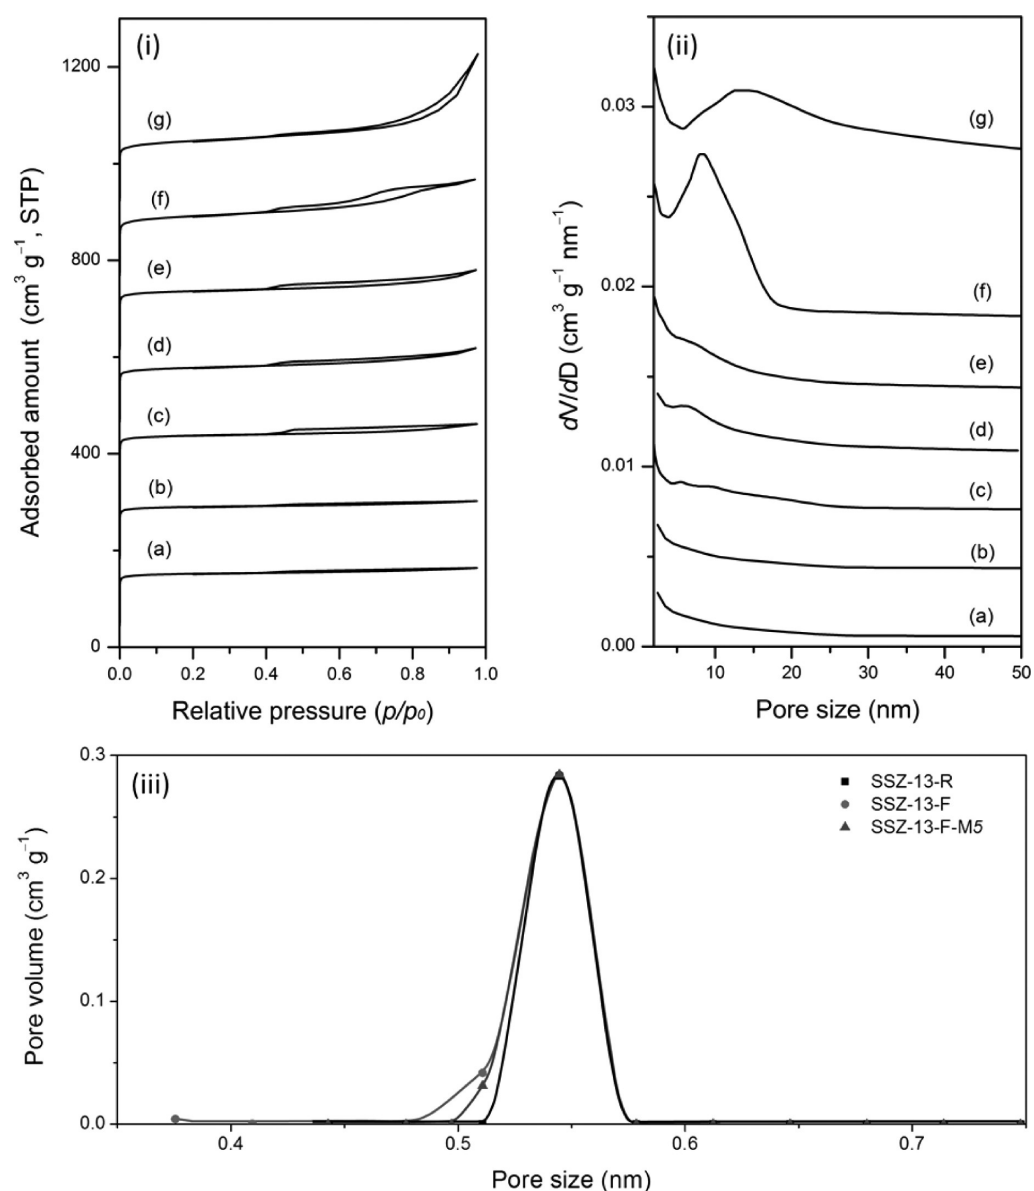 (i)
1200
800
400
0
Adsorbed amount (cm³ g⁻¹, STP)
(g)
(f)
(e)
(d)
(c)
(b)
(a)
0.0 0.2 0.4 0.6 0.8 1.0
Relative pressure (p/p₀)
(ii)
0.03
0.02
0.01
0.00
dV/dD (cm³ g⁻¹ nm⁻¹)
(g)
(f)
(e)
(d)
(c)
(b)
(a)
10 20 30 40 50
Pore size (nm)
(iii)
0.3
0.2
0.1
0.0
Pore volume (cm³ g⁻¹)
SSZ-13-R
SSZ-13-F
SSZ-13-F-M5
0.4 0.5 0.6 0.7
Pore size (nm)